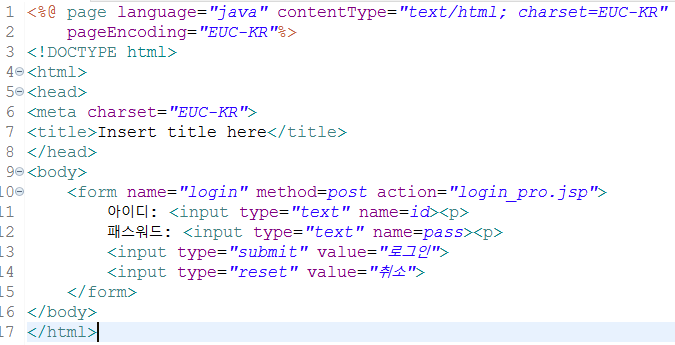 1 <%@ page language="java" contentType="text/html; charset=EUC-KR"
2 pageEncoding="EUC-KR"%>
3 <!DOCTYPE html>
4 <html>
5 <head>
6 <meta charset="EUC-KR">
7 <title>Insert title here</title>
8 </head>
9 <body>
10 <form name="login" method=post action="login_pro.jsp">
11 아이디: <input type="text" name=id><p>
12 패스워드: <input type="text" name=pass><p>
13 <input type="submit" value="로그인">
14 <input type="reset" value="취소">
15 </form>
16 </body>
17 </html>